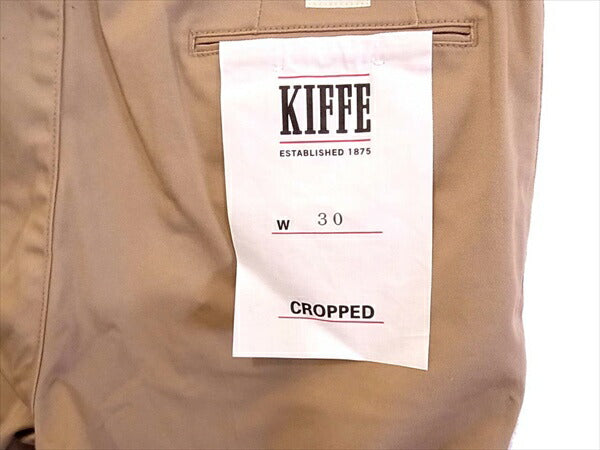 KIFFE
ESTABLISHED 1875
W 30
CROPPED